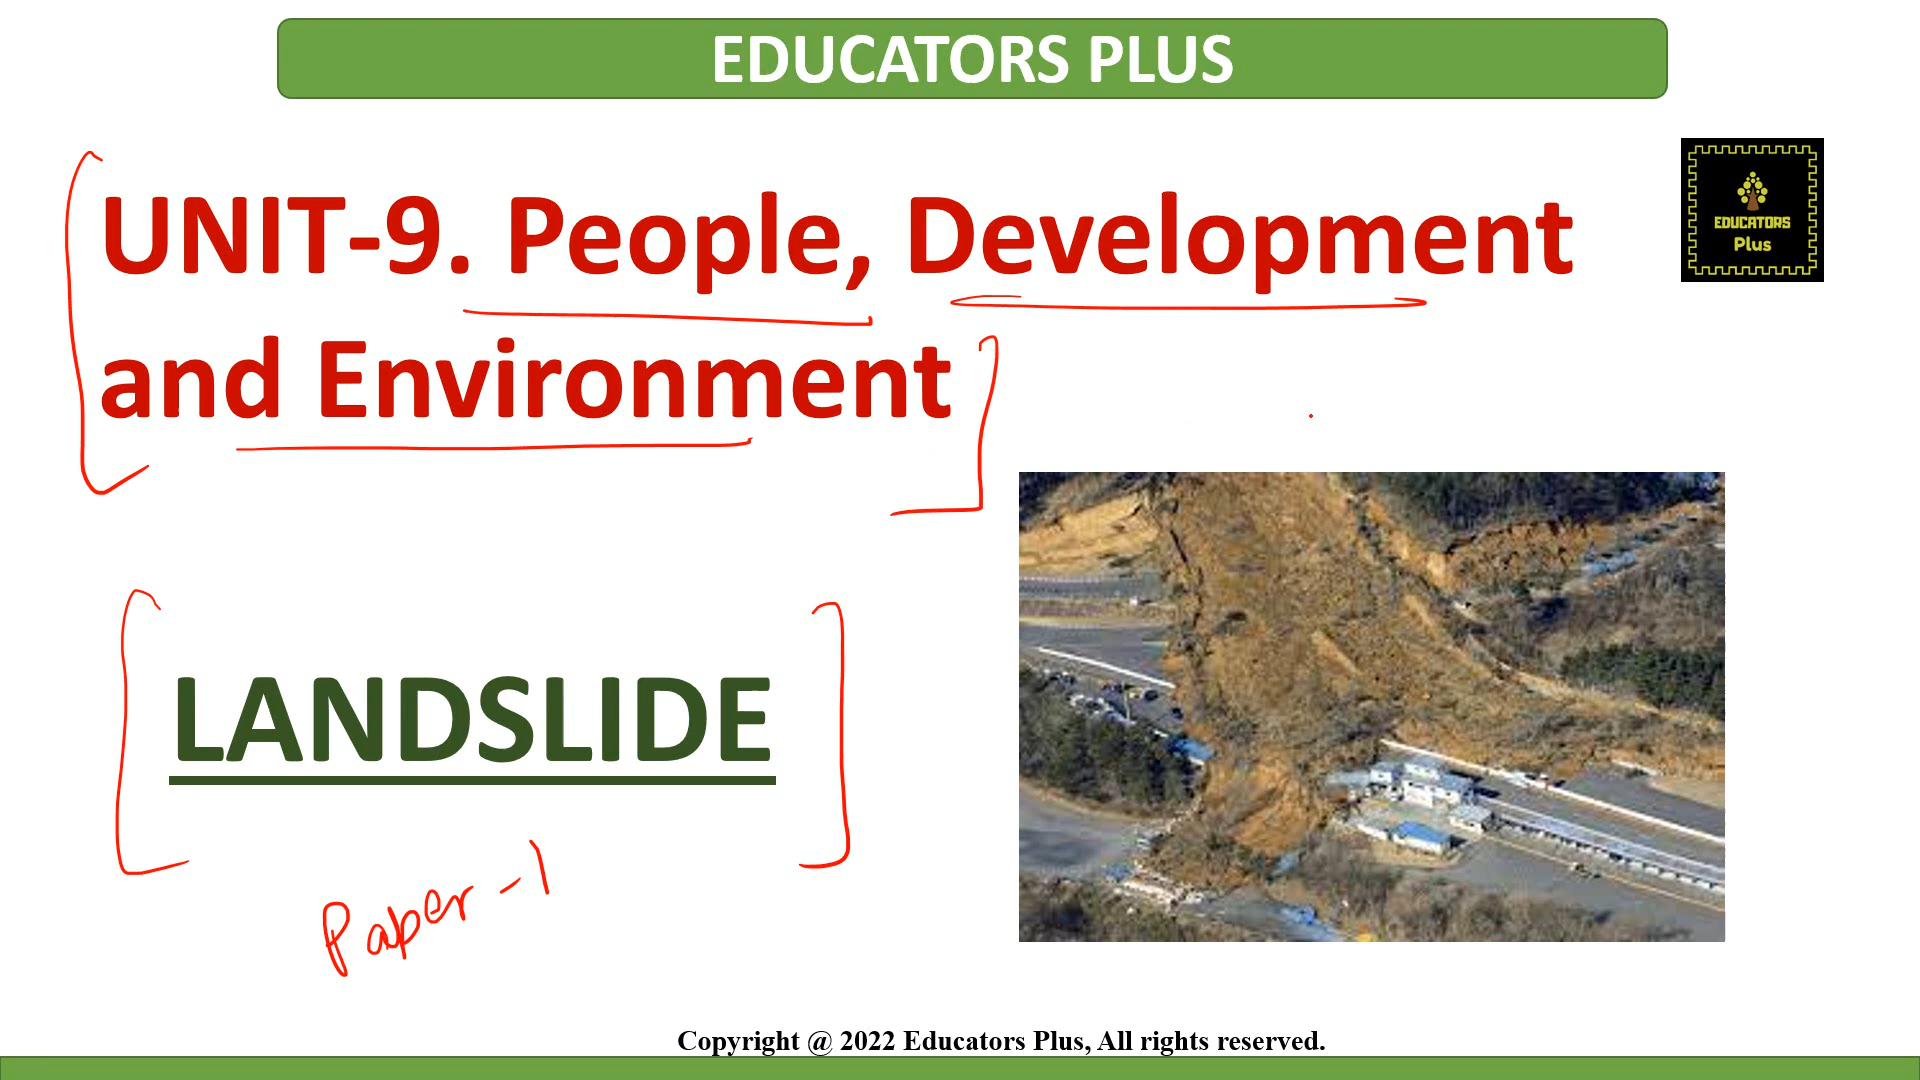 EDUCATORS PLUS
EDUCATORS
Plus
UNIT-9. People, Development
and Environment
LANDSLIDE
Paper - 1
Copyright @ 2022 Educators Plus, All rights reserved.